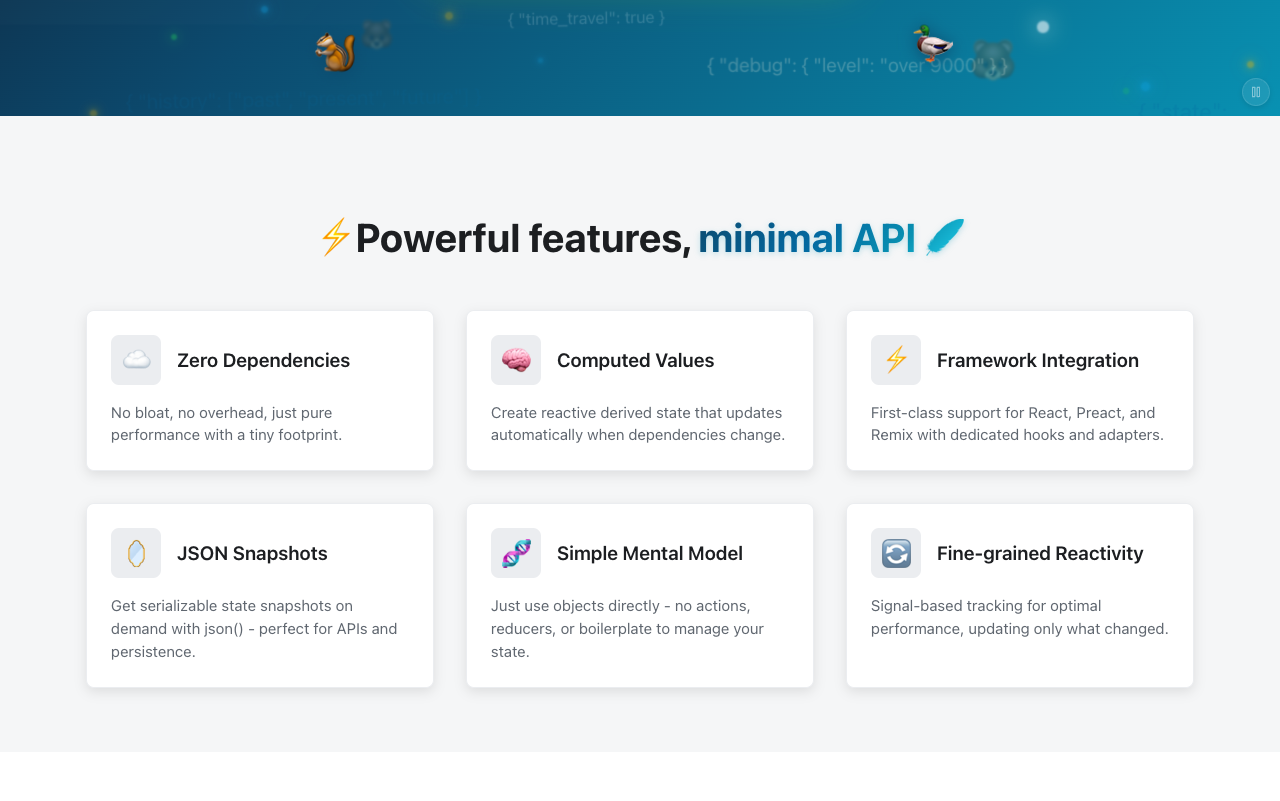 { "time_travel": true }
{ "debug": { "level": "over 9000" } }
{ "state":
Powerful features, minimal API
Zero Dependencies
No bloat, no overhead, just pure
performance with a tiny footprint.
Computed Values
Create reactive derived state that updates
automatically when dependencies change.
Framework Integration
First-class support for React, Preact, and
Remix with dedicated hooks and adapters.
JSON Snapshots
Get serializable state snapshots on
demand with json() - perfect for APIs and
persistence.
Simple Mental Model
Just use objects directly - no actions,
reducers, or boilerplate to manage your
state.
Fine-grained Reactivity
Signal-based tracking for optimal
performance, updating only what changed.